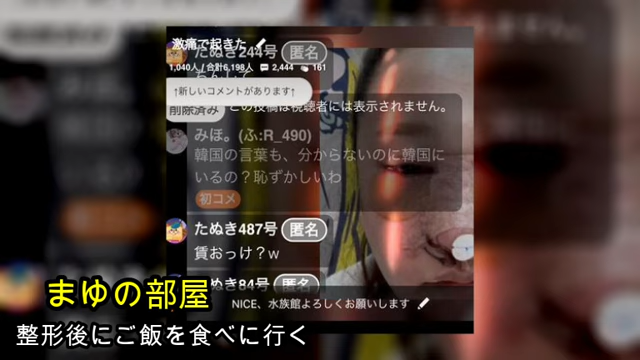 激痛で起きた
たぬき244号 匿名
1,040人 / 合計6,198人 2,444 161
↑新しいコメントがあります↑
削除済み この投稿は視聴者には表示されません。
みほ。(ふ:R_490)
韓国の言葉も、分からないのに韓国に
いるの？恥ずかしいわ
初コメ
たぬき487号 匿名
賃おっけ？w
たぬき84号 匿名
NICE、水族館よろしくお願いします
まゆの部屋
整形後にご飯を食べに行く